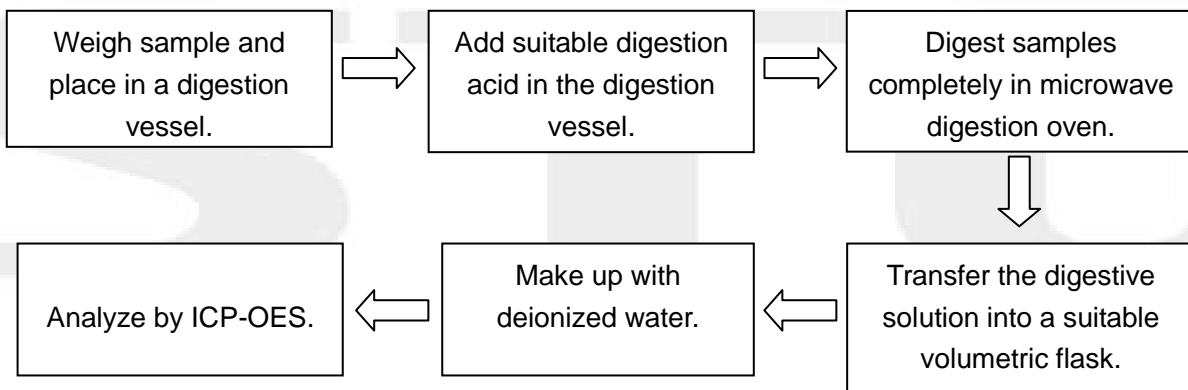 Weigh sample and
place in a digestion
vessel.
Add suitable digestion
acid in the digestion
vessel.
Digest samples
completely in microwave
digestion oven.
Transfer the digestive
solution into a suitable
volumetric flask.
Make up with
deionized water.
Analyze by ICP-OES.